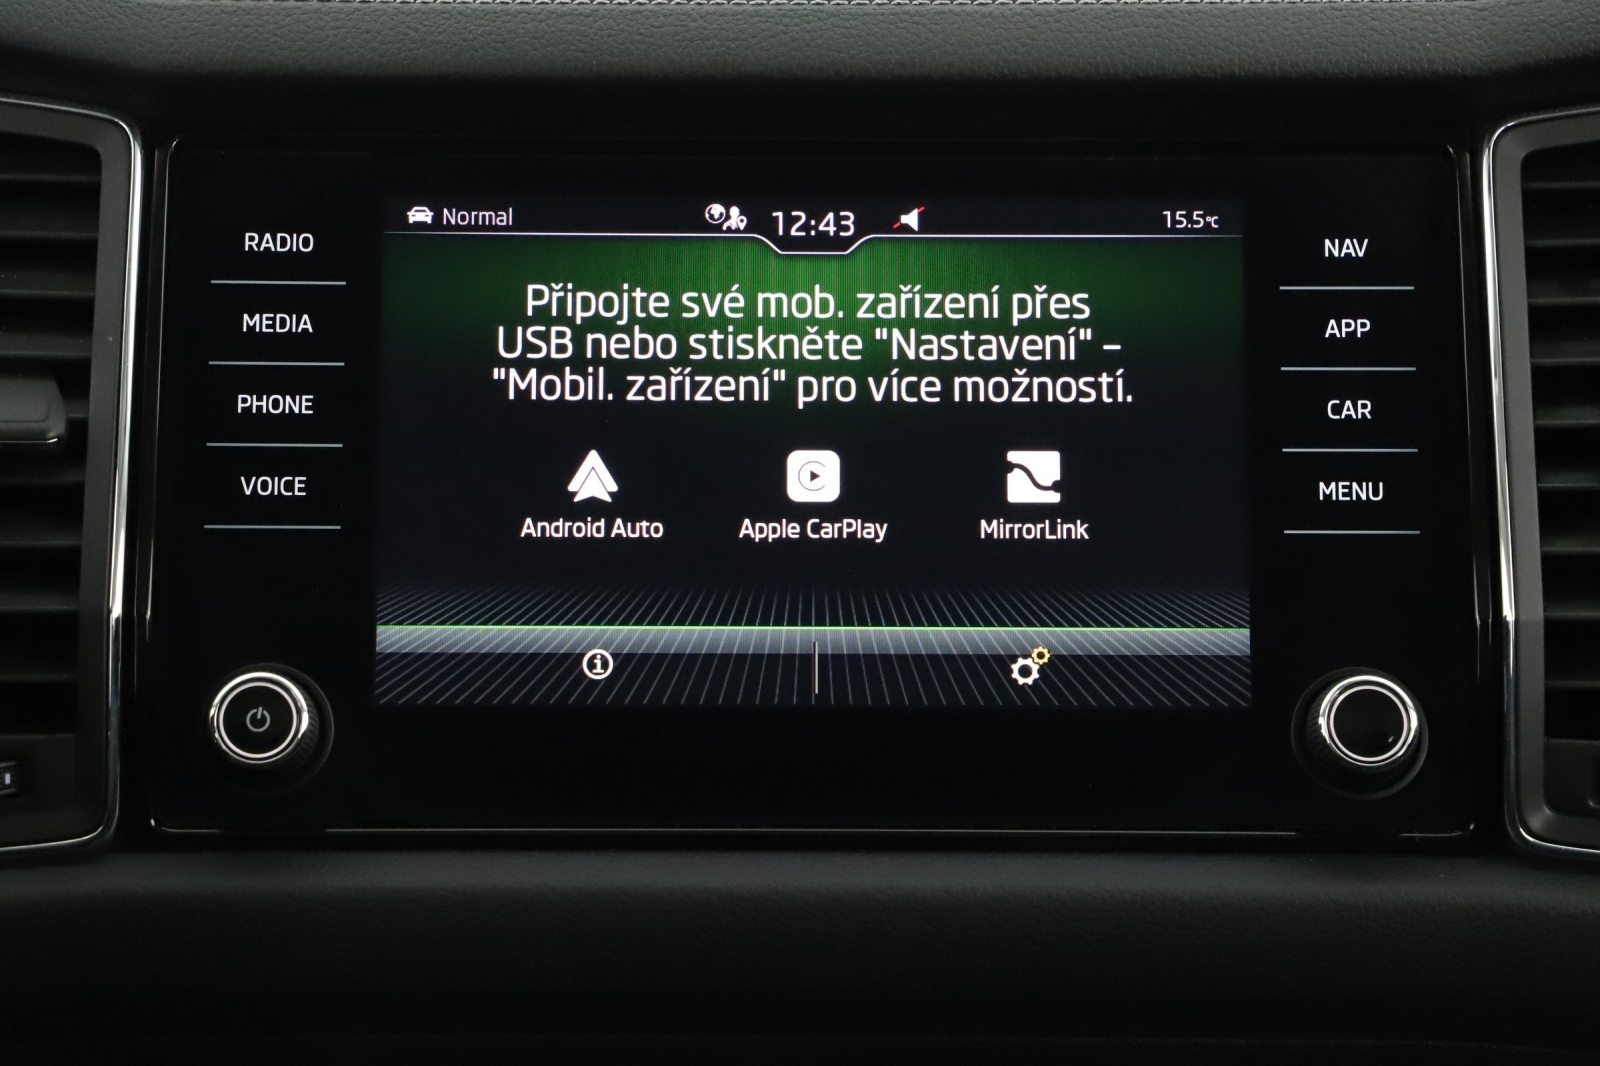 Normal
12:43
15.5°C
RADIO
MEDIA
PHONE
VOICE
Připojte své mob. zařízení přes
USB nebo stiskněte "Nastavení" –
"Mobil. zařízení" pro více možností.
Android Auto
Apple CarPlay
MirrorLink
NAV
APP
CAR
MENU